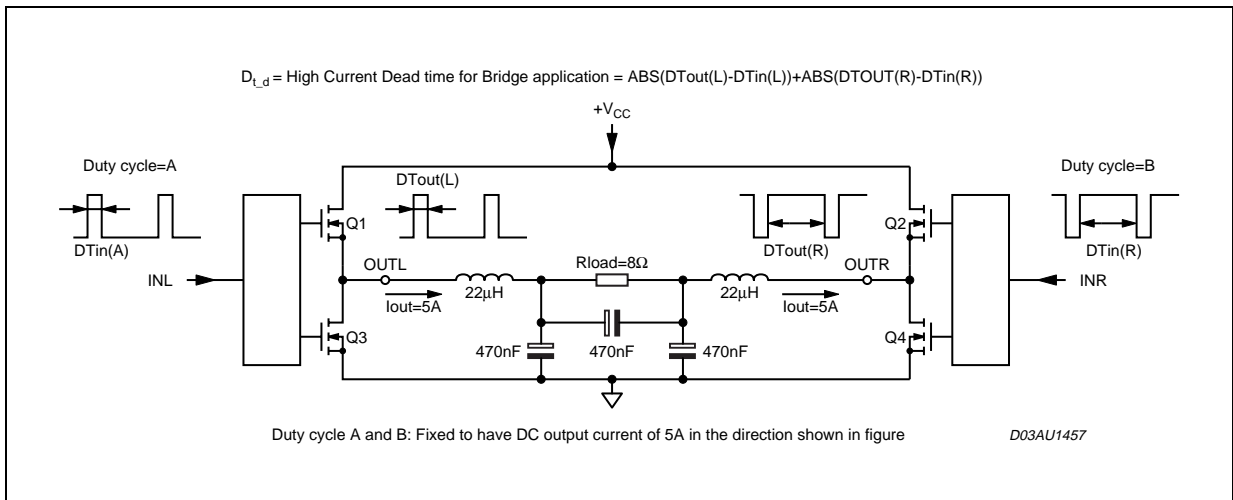 D_t_d = High Current Dead time for Bridge application = ABS(DTout(L)-DTin(L))+ABS(DTOUT(R)-DTin(R))
+V_CC
Duty cycle=A
DTout(L)
Duty cycle=B
Q1
Q2
DTin(A)
DTout(R)
DTin(R)
INL
OUTL
Rload=8Ω
OUTR
INR
22µH
22µH
Iout=5A
Iout=5A
Q3
Q4
470nF
470nF
470nF
Duty cycle A and B: Fixed to have DC output current of 5A in the direction shown in figure
D03AU1457